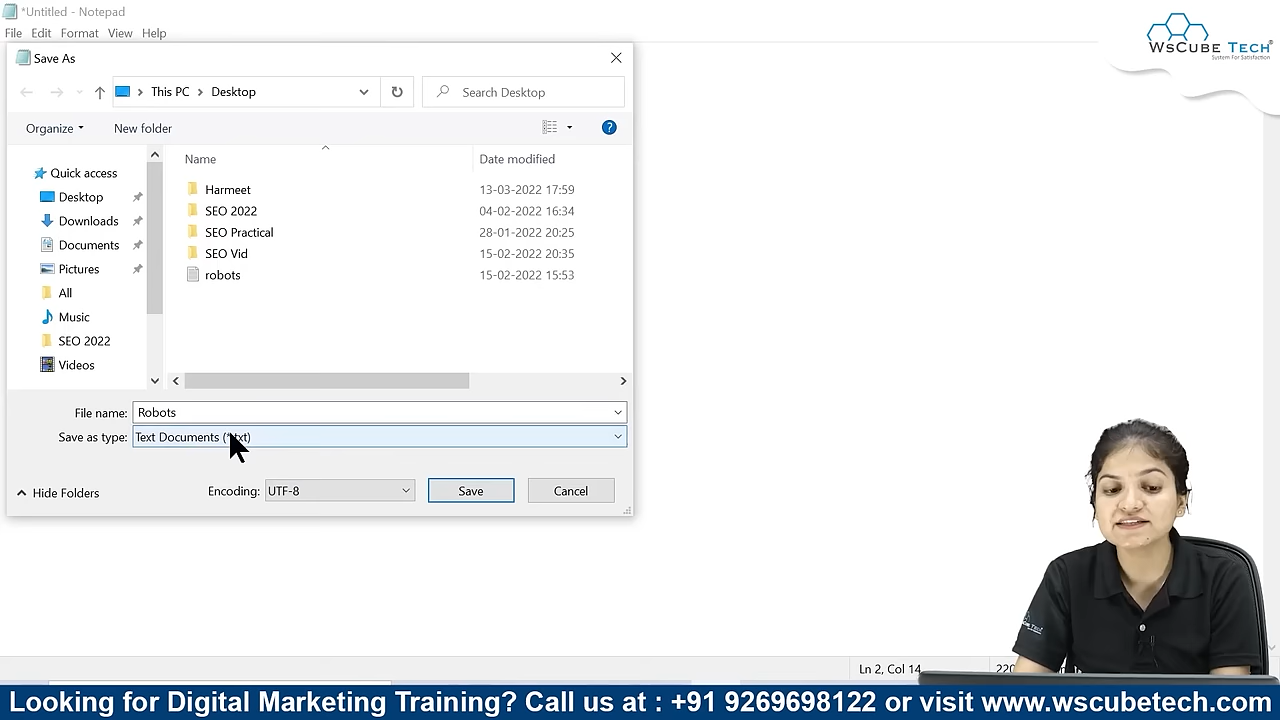 *Untitled - Notepad
File Edit Format View Help
WsCube Tech
System For Satisfaction
Save As
This PC > Desktop
Search Desktop
Organize
New folder
Name
Date modified
Quick access
Desktop
Downloads
Documents
Pictures
All
Music
SEO 2022
Videos
Harmeet 13-03-2022 17:59
SEO 2022 04-02-2022 16:34
SEO Practical 28-01-2022 20:25
SEO Vid 15-02-2022 20:35
robots 15-02-2022 15:53
File name: Robots
Save as type: Text Documents (*.txt)
Hide Folders
Encoding: UTF-8
Save
Cancel
Ln 2, Col 14
Looking for Digital Marketing Training? Call us at : +91 9269698122 or visit www.wscubetech.com